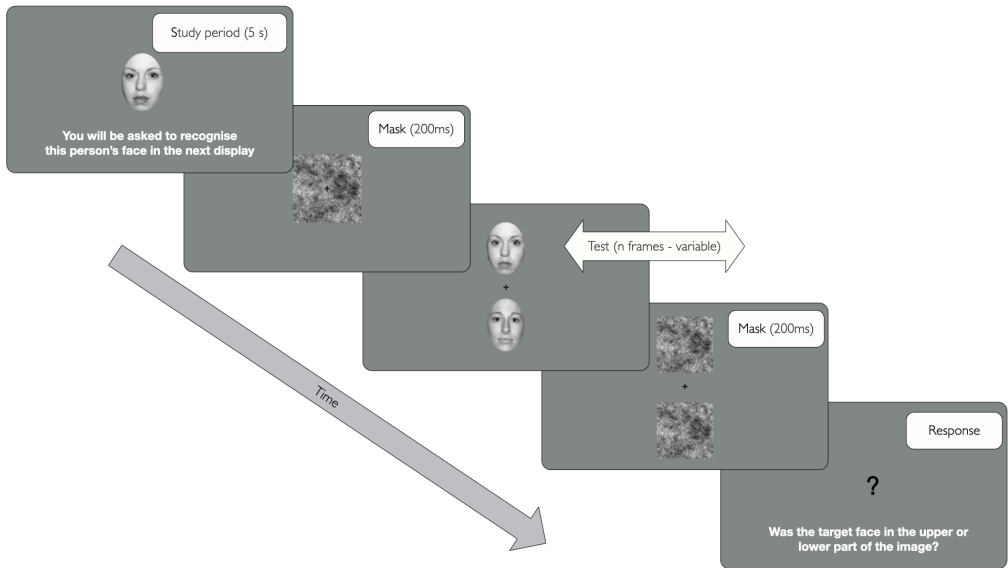 Study period (5 s)
You will be asked to recognise
this person's face in the next display
Mask (200ms)
+
+
Test (n frames - variable)
Mask (200ms)
+
Time
Response
?
Was the target face in the upper or
lower part of the image?